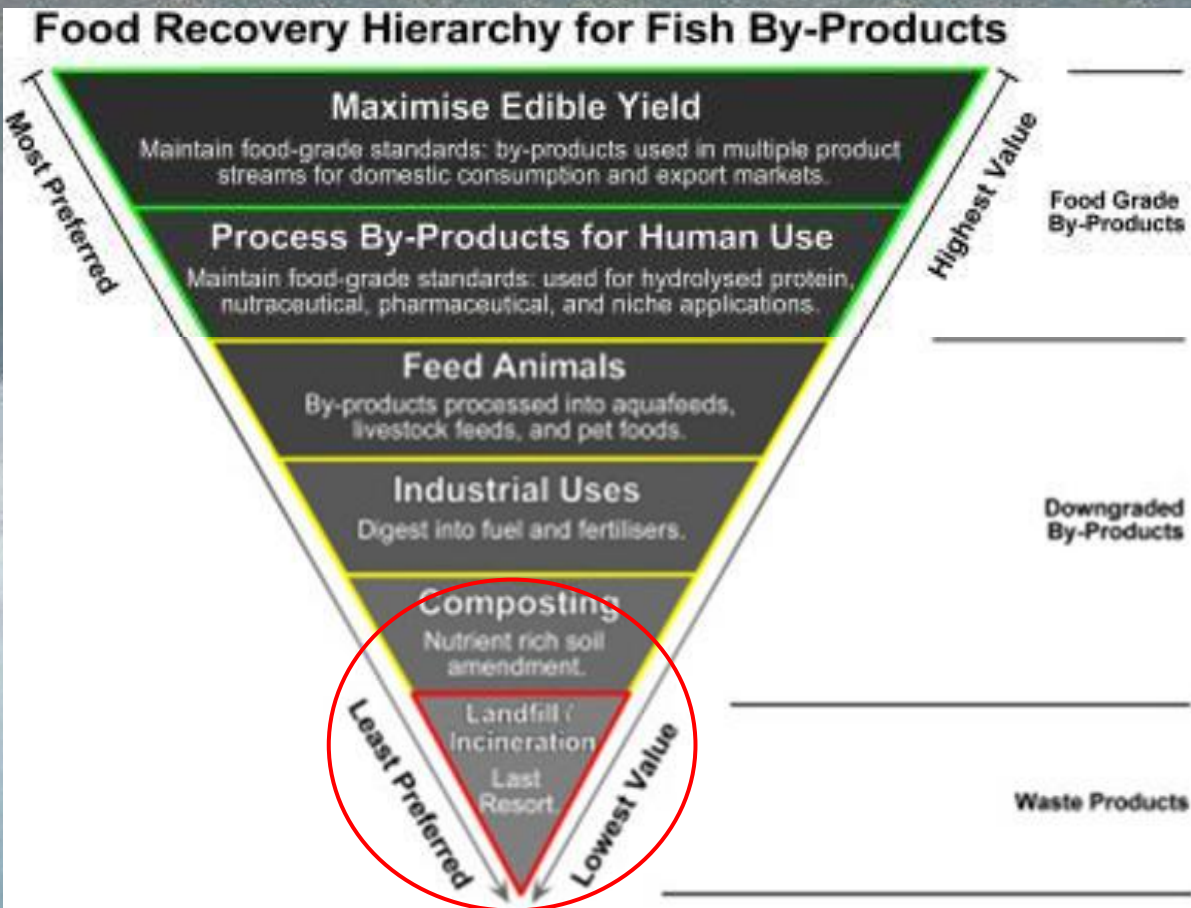 Food Recovery Hierarchy for Fish By-Products
Most Preferred
Highest Value
Maximise Edible Yield
Maintain food-grade standards: by-products used in multiple product
streams for domestic consumption and export markets.
Food Grade
By-Products
Process By-Products for Human Use
Maintain food-grade standards: used for hydrolysed protein,
nutraceutical, pharmaceutical, and niche applications.
Feed Animals
By-products processed into aquafeeds,
livestock feeds, and pet foods.
Industrial Uses
Digest into fuel and fertilisers.
Downgraded
By-Products
Composting
Nutrient rich soil
amendment.
Landfill /
Incineration
Last
Resort.
Least Preferred
Lowest Value
Waste Products